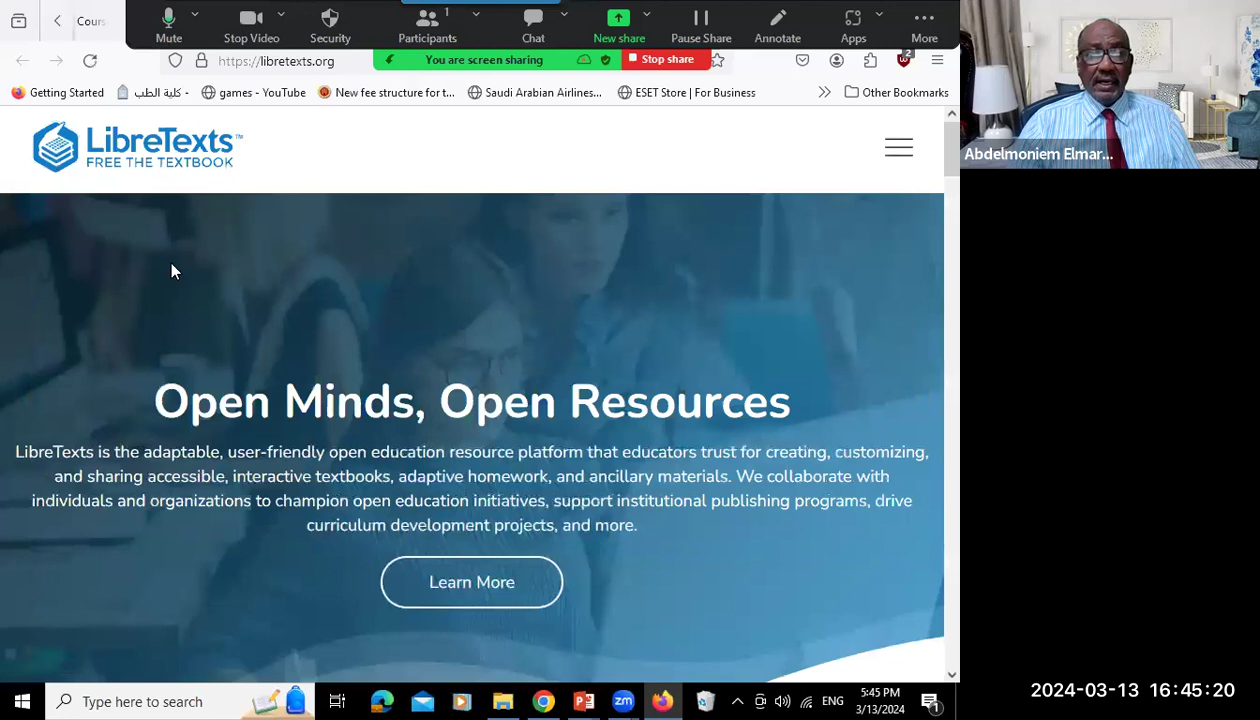 Cours
Mute
Stop Video
Security
1
Participants
Chat
New share
Pause Share
Annotate
Apps
More
https://libretexts.org
You are screen sharing
Stop share
2
Getting Started
كلية الطب -
games - YouTube
New fee structure for t...
Saudi Arabian Airlines...
ESET Store | For Business
Other Bookmarks
LibreTexts™
FREE THE TEXTBOOK
Abdelmoniem Elmar...
Open Minds, Open Resources
LibreTexts is the adaptable, user-friendly open education resource platform that educators trust for creating, customizing,
and sharing accessible, interactive textbooks, adaptive homework, and ancillary materials. We collaborate with
individuals and organizations to champion open education initiatives, support institutional publishing programs, drive
curriculum development projects, and more.
Learn More
Type here to search
zm
ENG
5:45 PM
3/13/2024
1
2024-03-13 16:45:20